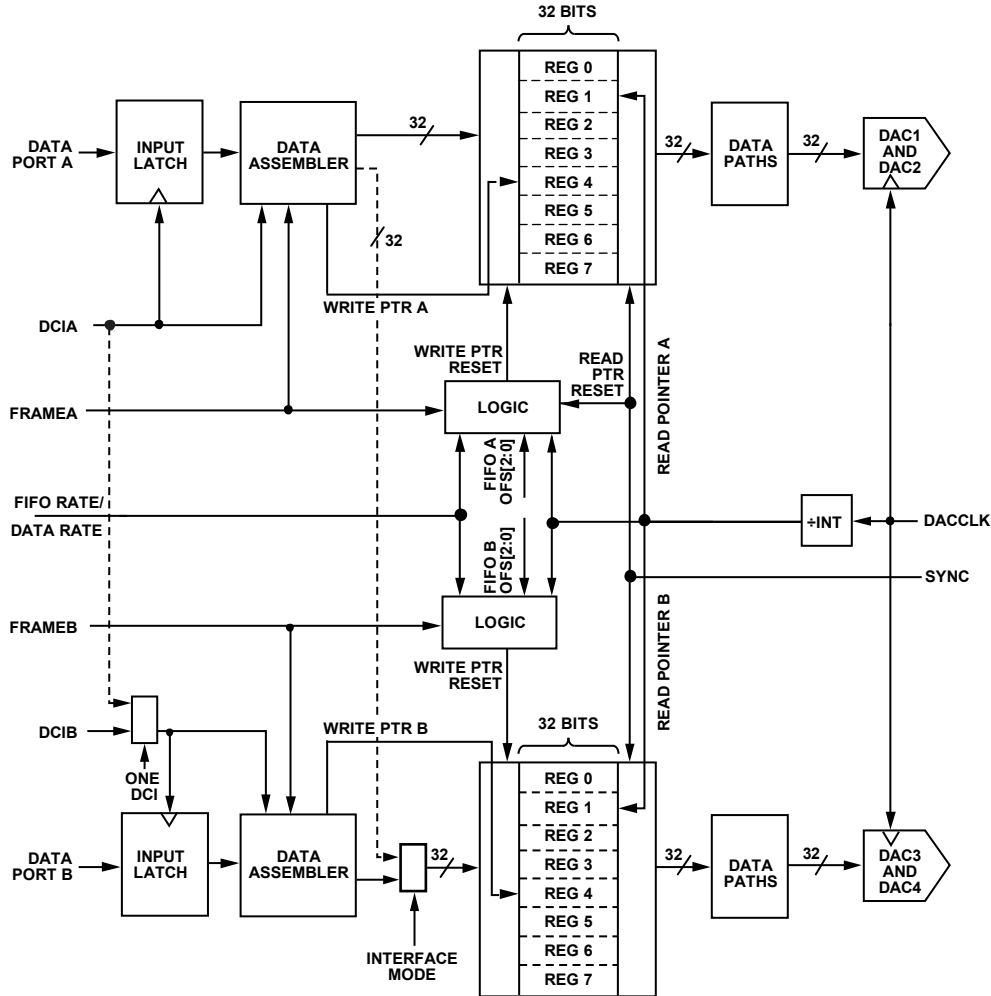 32 BITS
REG 0
REG 1
REG 2
REG 3
REG 4
REG 5
REG 6
REG 7
DATA
PORT A
INPUT
LATCH
DATA
ASSEMBLER
32
32
32
DATA
PATHS
32
DAC1
AND
DAC2
WRITE PTR A
DCIA
WRITE PTR
RESET
READ
PTR
RESET
READ POINTER A
FRAMEA
LOGIC
FIFO A
OFS[2:0]
FIFO RATE/
DATA RATE
÷INT
DACCLK
FIFO B
OFS[2:0]
SYNC
READ POINTER B
FRAMEB
LOGIC
WRITE PTR
RESET
DCIB
ONE
DCI
WRITE PTR B
32 BITS
REG 0
REG 1
REG 2
REG 3
REG 4
REG 5
REG 6
REG 7
DATA
PORT B
INPUT
LATCH
DATA
ASSEMBLER
32
32
DATA
PATHS
32
DAC3
AND
DAC4
INTERFACE
MODE